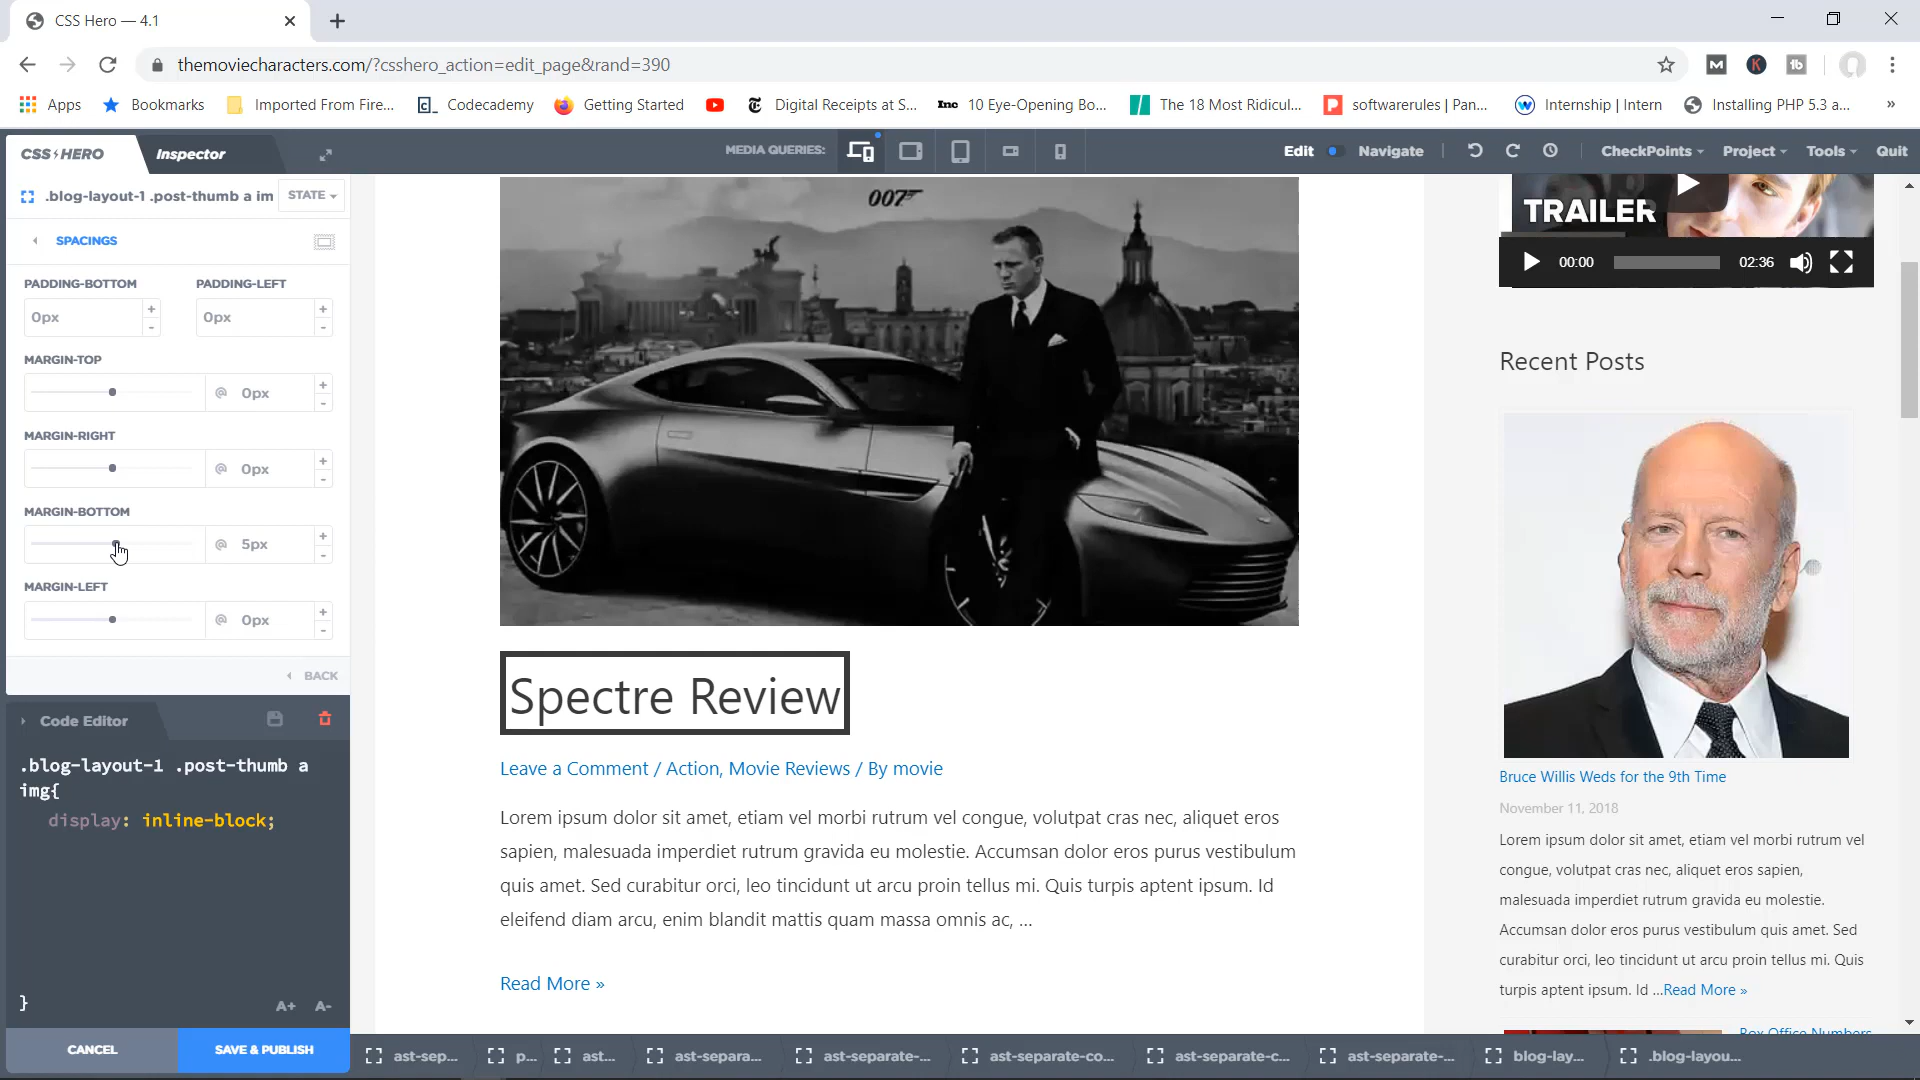 CSS Hero — 4.1
themoviecharacters.com/?csshero_action=edit_page&rand=390
Apps Bookmarks Imported From Fire... Codecademy Getting Started Digital Receipts at S... Inc 10 Eye-Opening Bo... The 18 Most Ridicul... softwarerules | Pan... Internship | Intern Installing PHP 5.3 a... »
CSS HERO Inspector MEDIA QUERIES: Edit Navigate CheckPoints Project Tools Quit
.blog-layout-1 .post-thumb a im STATE
SPACINGS
PADDING-BOTTOM PADDING-LEFT
0px + - 0px + -
MARGIN-TOP
@ 0px + -
MARGIN-RIGHT
@ 0px + -
MARGIN-BOTTOM
@ 5px + -
MARGIN-LEFT
@ 0px + -
BACK
Code Editor
.blog-layout-1 .post-thumb a
img{
display: inline-block;
}
A+ A-
CANCEL SAVE & PUBLISH
007
Spectre Review
Leave a Comment / Action, Movie Reviews / By movie
Lorem ipsum dolor sit amet, etiam vel morbi rutrum vel congue, volutpat cras nec, aliquet eros
sapien, malesuada imperdiet rutrum gravida eu molestie. Accumsan dolor eros purus vestibulum
quis amet. Sed curabitur orci, leo tincidunt ut arcu proin tellus mi. Quis turpis aptent ipsum. Id
eleifend diam arcu, enim blandit mattis quam massa omnis ac, ...
Read More »
TRAILER
00:00 02:36
Recent Posts
Bruce Willis Weds for the 9th Time
November 11, 2018
Lorem ipsum dolor sit amet, etiam vel morbi rutrum vel
congue, volutpat cras nec, aliquet eros sapien,
malesuada imperdiet rutrum gravida eu molestie.
Accumsan dolor eros purus vestibulum quis amet. Sed
curabitur orci, leo tincidunt ut arcu proin tellus mi. Quis
turpis aptent ipsum. Id ...Read More »
Box Office Numbers
ast-sep... p... ast... ast-separa... ast-separate-... ast-separate-co... ast-separate-c... ast-separate-... blog-lay... .blog-layou...